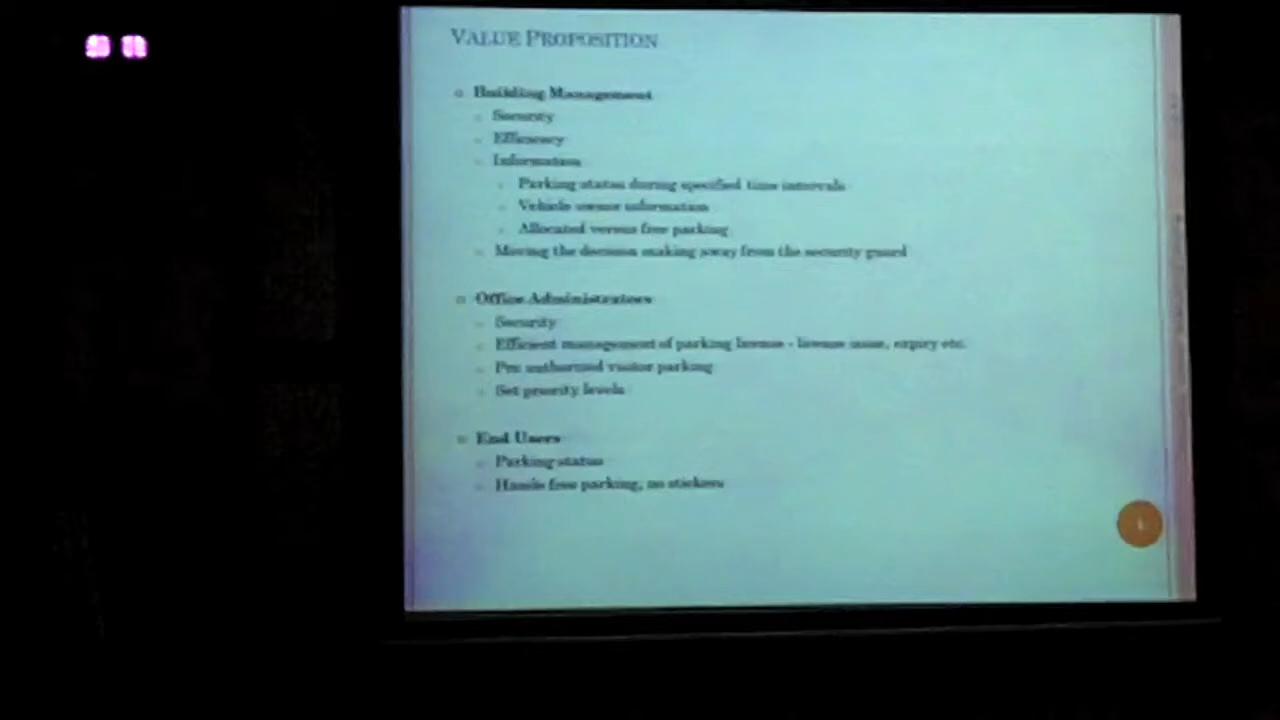 VALUE PROPOSITION
Building Management
Security
Efficiency
Information
Parking status during specified time intervals
Vehicle owner information
Allocated versus free parking
Moving the decision making away from the security guard
Office Administrators
Security
Efficient management of parking license - license issue, expiry etc.
Pre authorized visitor parking
Set priority levels
End Users
Parking status
Hands free parking, no stickers